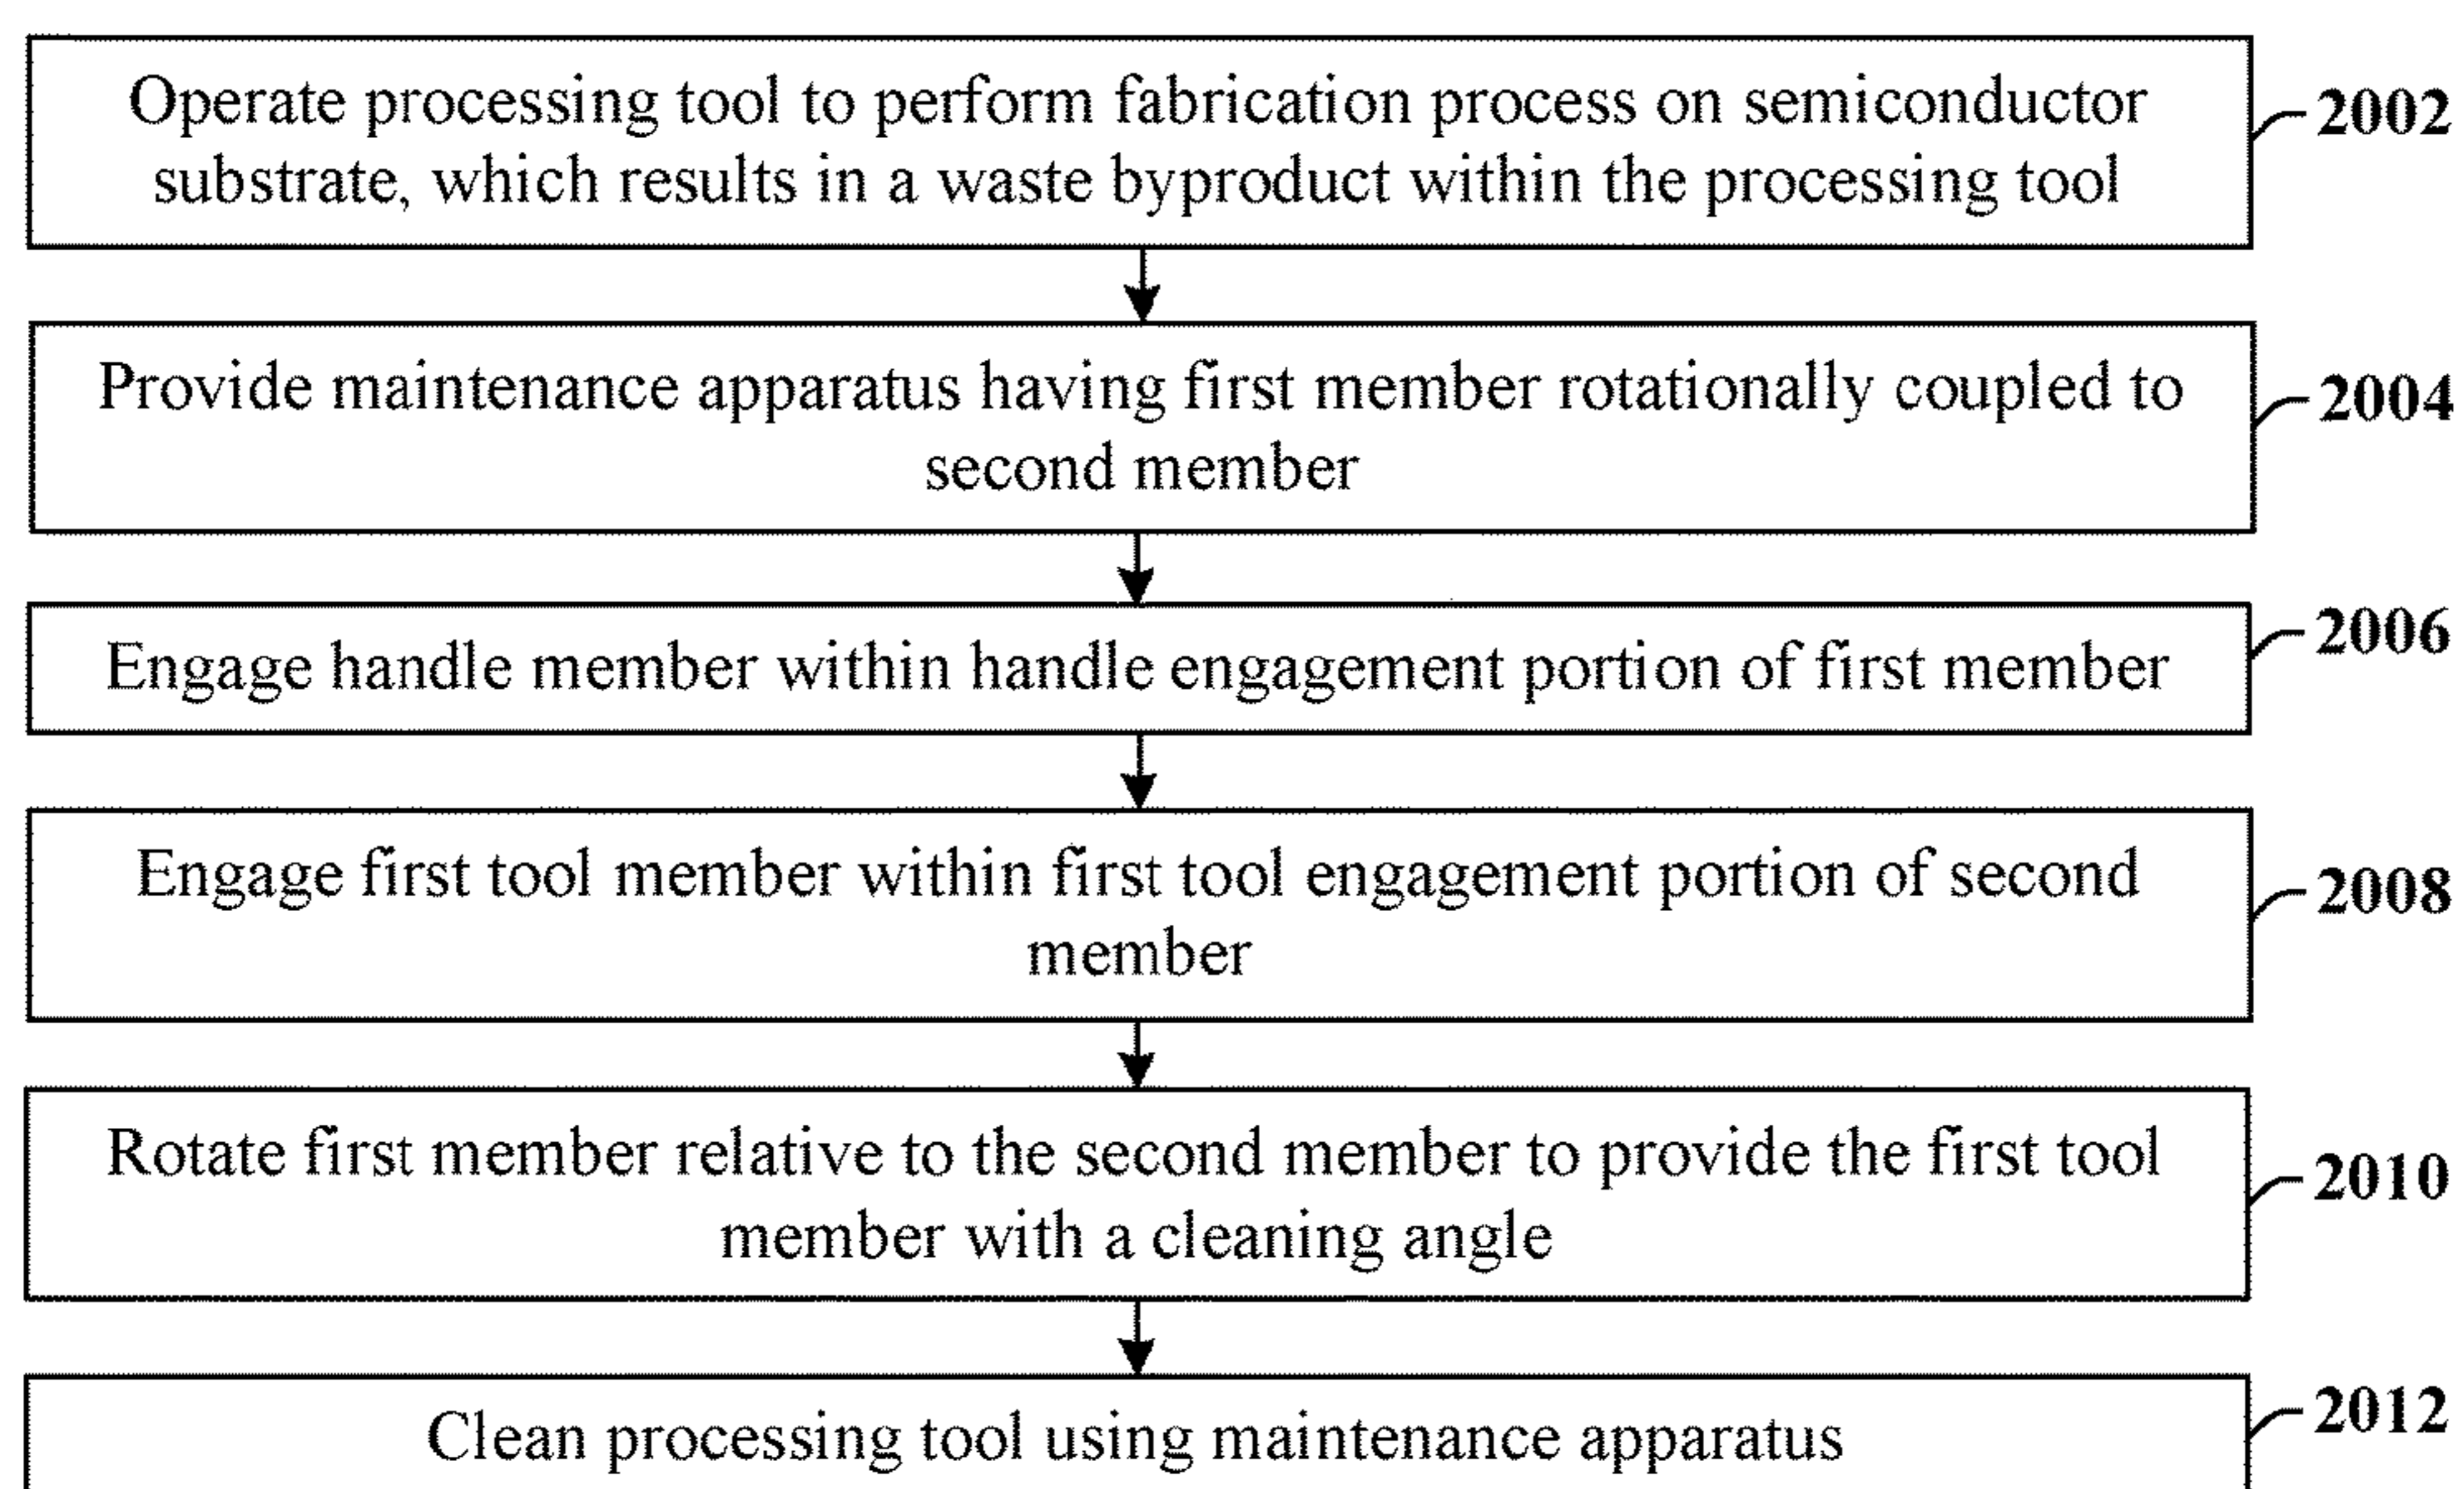 Operate processing tool to perform fabrication process on semiconductor
substrate, which results in a waste byproduct within the processing tool
2002
Provide maintenance apparatus having first member rotationally coupled to
second member
2004
Engage handle member within handle engagement portion of first member
2006
Engage first tool member within first tool engagement portion of second
member
2008
Rotate first member relative to the second member to provide the first tool
member with a cleaning angle
2010
Clean processing tool using maintenance apparatus
2012